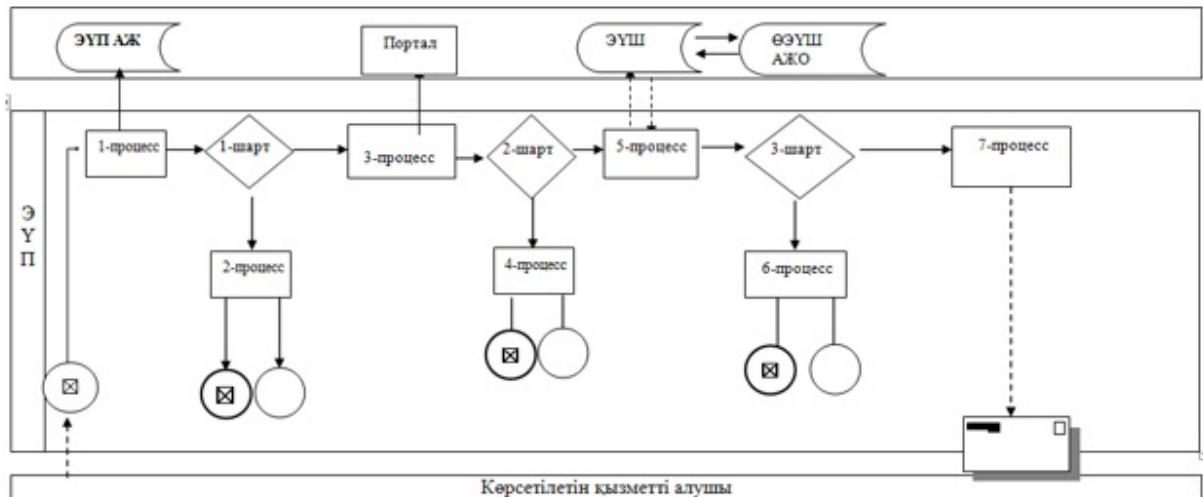 ЭҮП АЖ
Портал
ЭҮШ
ӨЭҮШ
АЖО
1-процесс
1-шарт
3-процесс
2-шарт
5-процесс
3-шарт
7-процесс
Э
Ү
П
2-процесс
4-процесс
6-процесс
Көрсетілетін қызметті алушы